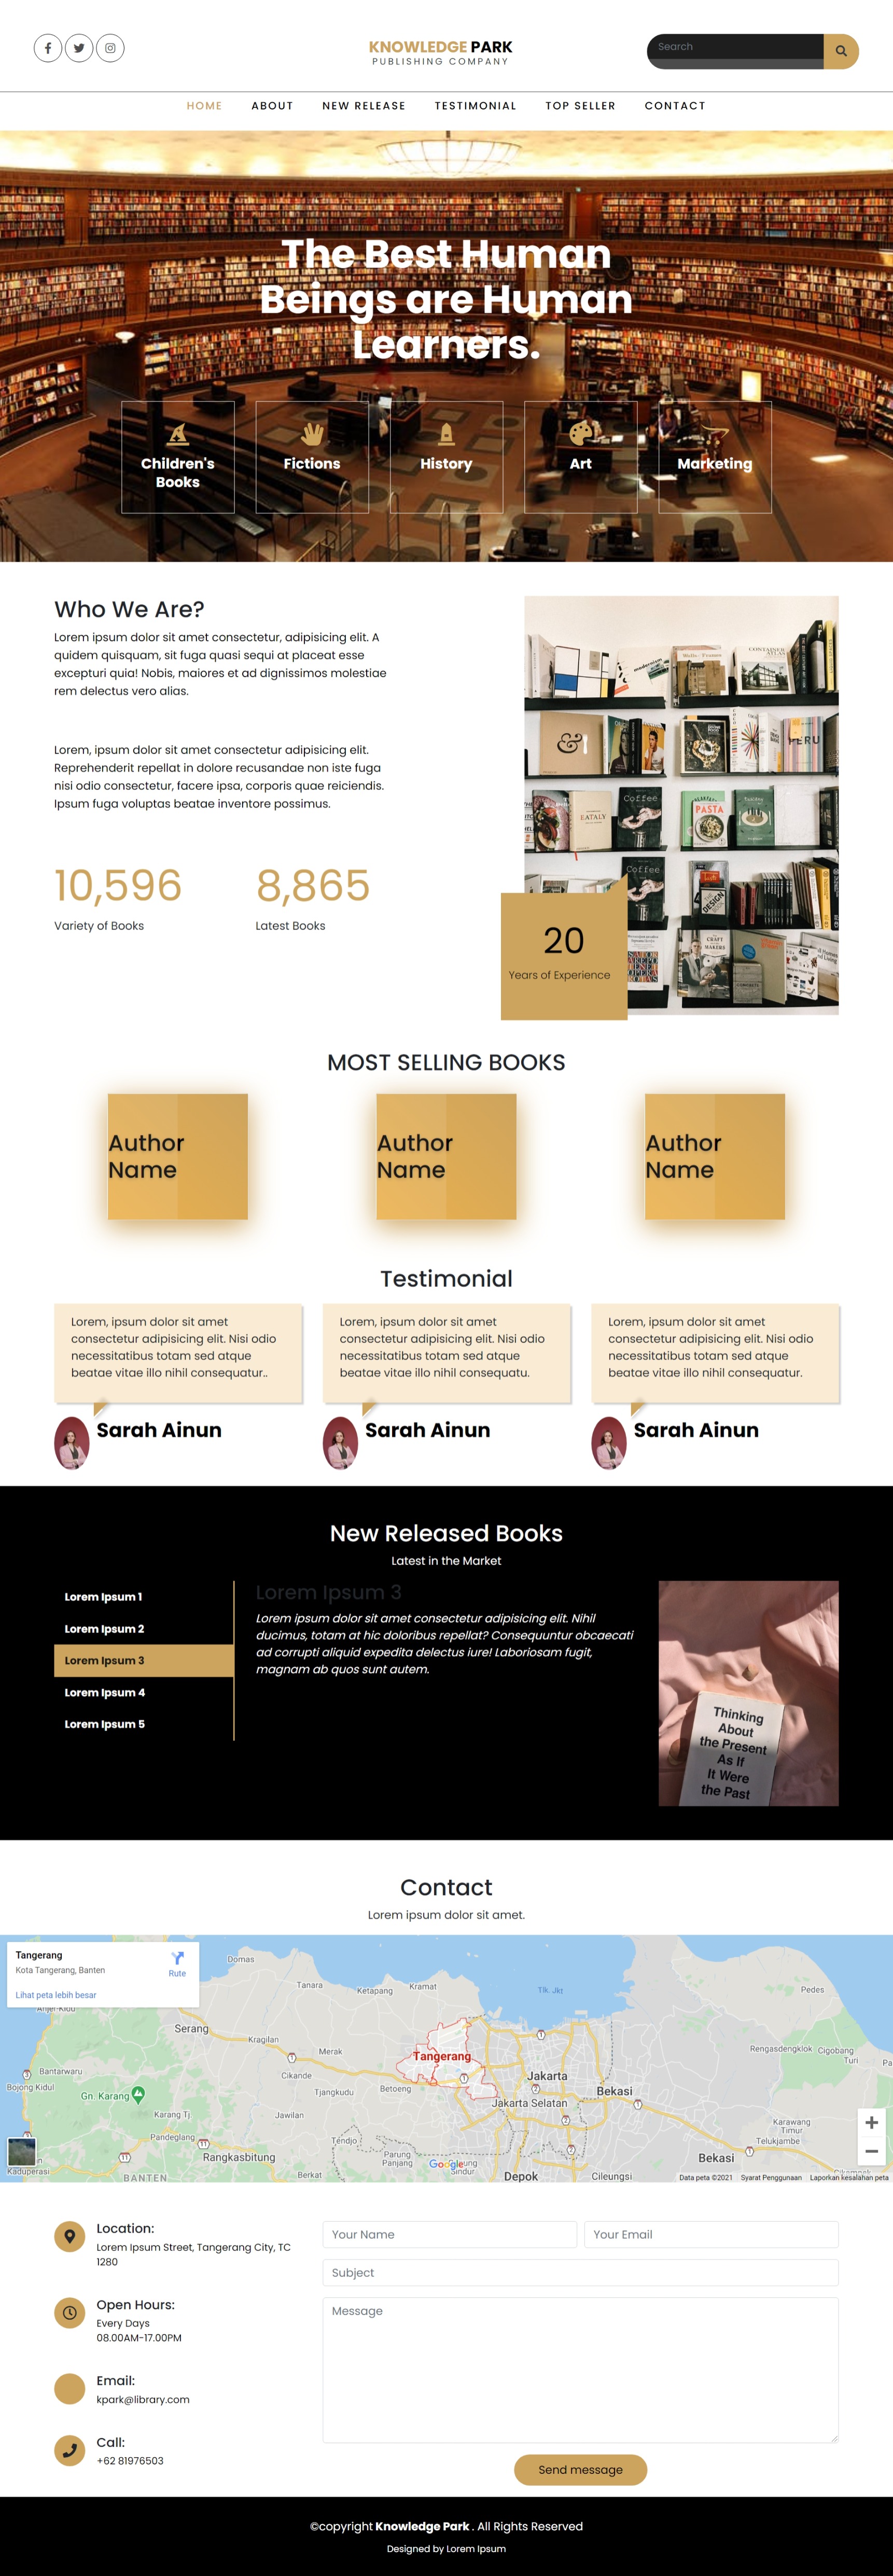 KNOWLEDGE PARK
PUBLISHING COMPANY
Search
HOME ABOUT NEW RELEASE TESTIMONIAL TOP SELLER CONTACT
The Best Human
Beings are Human
Learners.
Children's
Books
Fictions
History
Art
Marketing
Who We Are?
Lorem ipsum dolor sit amet consectetur, adipisicing elit. A
quidem quisquam, sit fuga quasi sequi at placeat esse
excepturi quia! Nobis, maiores et ad dignissimos molestiae
rem delectus vero alias.
Lorem, ipsum dolor sit amet consectetur adipisicing elit.
Reprehenderit repellat in dolore recusandae non iste fuga
nisi odio consectetur, facere ipsa, corporis quae reiciendis.
Ipsum fuga voluptas beatae inventore possimus.
10,596
Variety of Books
8,865
Latest Books
CONTAINER
ATLAS
modernism
&
PERU
EATALY
Coffee
PASTA
Coffee
DESIGN
CRAFT
MAKERS
20
Years of Experience
MOST SELLING BOOKS
Author
Name
Author
Name
Author
Name
Testimonial
Lorem, ipsum dolor sit amet
consectetur adipisicing elit. Nisi odio
necessitatibus totam sed atque
beatae vitae illo nihil consequatur..
Sarah Ainun
Lorem, ipsum dolor sit amet
consectetur adipisicing elit. Nisi odio
necessitatibus totam sed atque
beatae vitae illo nihil consequatu.
Sarah Ainun
Lorem, ipsum dolor sit amet
consectetur adipisicing elit. Nisi odio
necessitatibus totam sed atque
beatae vitae illo nihil consequatur.
Sarah Ainun
New Released Books
Latest in the Market
Lorem Ipsum 1
Lorem Ipsum 2
Lorem Ipsum 3
Lorem Ipsum 4
Lorem Ipsum 5
Lorem Ipsum 3
Lorem ipsum dolor sit amet consectetur adipisicing elit. Nihil
ducimus, totam at hic doloribus repellat? Consequuntur obcaecati
ad corrupti aliquid expedita delectus iure! Laboriosam fugit,
magnam ab quos sunt autem.
Thinking
About
the Present
As If
It Were
the Past
Contact
Lorem ipsum dolor sit amet.
Tangerang
Kota Tangerang, Banten
Rute
Lihat peta lebih besar
Domas
Tanara
Ketapang
Kramat
Tlk. Jkt
Pedes
Anjer-Kidul
Serang
Kragilan
Merak
Tangerang
Rengasdengklok
Cigobang
Turi
Bantarwaru
Cikande
Jakarta
Bojong Kidul
Gn. Karang
Tjangkudu
Betoeng
Bekasi
Jakarta Selatan
Karang Tj.
Jawilan
Karawang
Timur
Pandeglang
Tendjo
Telukjambe
Rangkasbitung
Parung
Panjang
Gunung
Sindur
Bekasi
Kaduperasi
BANTEN
Berkat
Google
Depok
Cileungsi
Cikampek
Data peta ©2021 Syarat Penggunaan Laporkan kesalahan peta
Location:
Lorem Ipsum Street, Tangerang City, TC
1280
Open Hours:
Every Days
08.00AM-17.00PM
Email:
kpark@library.com
Call:
+62 81976503
Your Name
Your Email
Subject
Message
Send message
©copyright Knowledge Park . All Rights Reserved
Designed by Lorem Ipsum